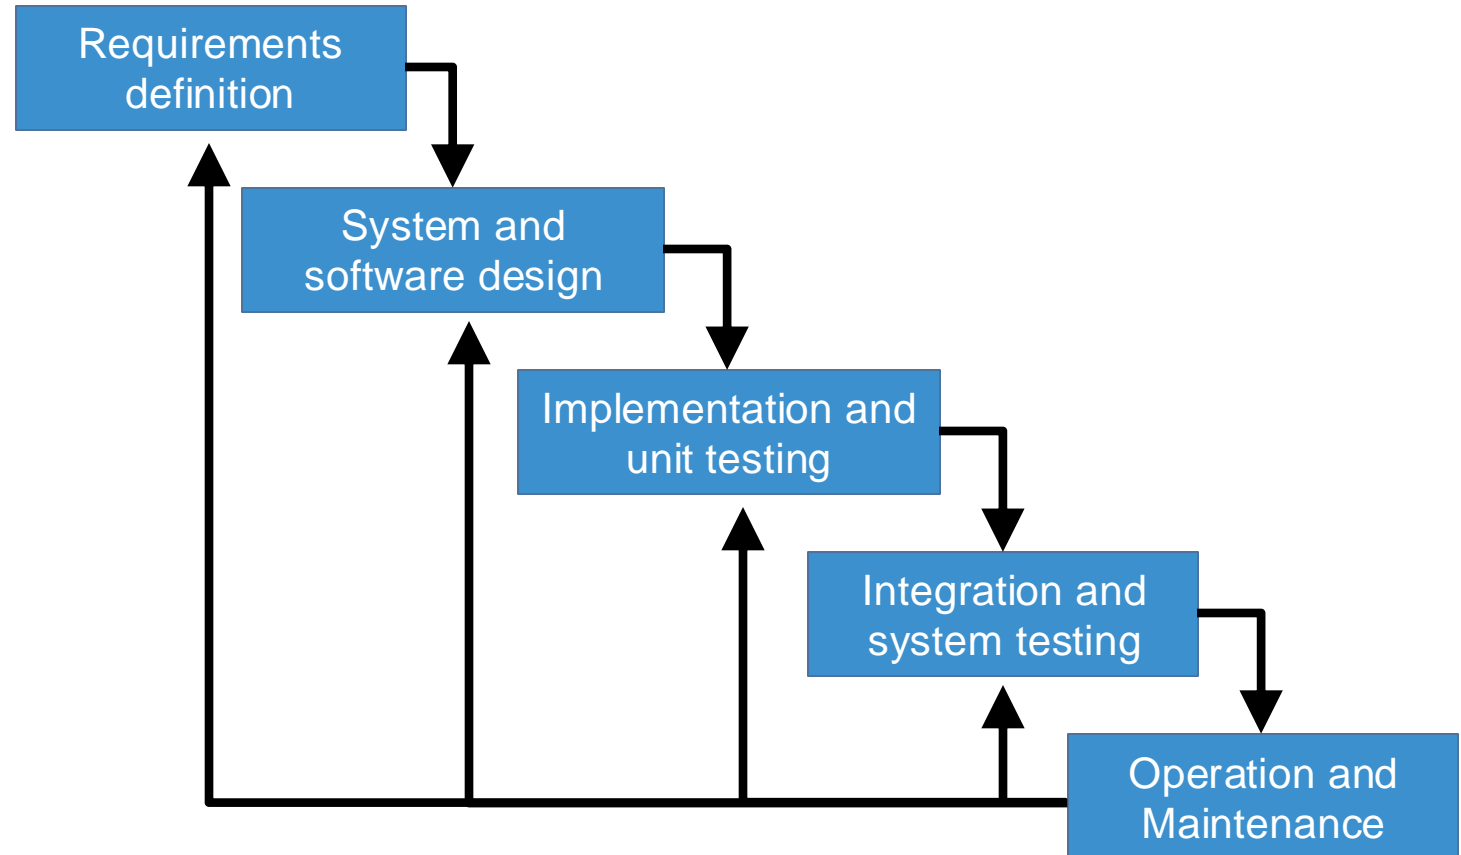 Requirements
definition
System and
software design
Implementation and
unit testing
Integration and
system testing
Operation and
Maintenance